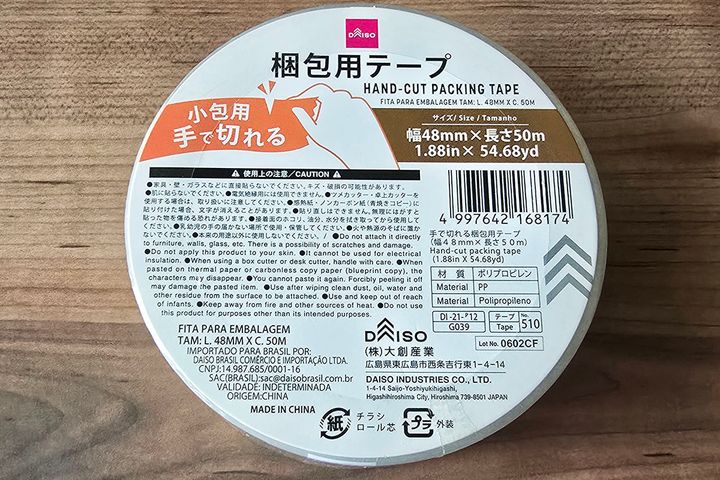 DAISO
梱包用テープ
HAND-CUT PACKING TAPE
FITA PARA EMBALAGEM TAM: L. 48MM X C. 50M
小包用
手で切れる
サイズ/ Size / Tamanho
幅48mm×長さ50m
1.88in× 54.68yd
使用上の注意／CAUTION
●家具・壁・ガラスなどに直接貼らないでください。キズ・破損の可能性があります。
●肌に貼らないでください。●電気絶縁用には使用できません。●ツメカッター・卓上カッターを
使用する場合は、取り扱いに注意してください。●感熱紙・ノンカーボン紙(青焼きコピー)に
貼り付けた場合、文字が消えることがあります。●貼り直しはできません。無理にはがすと
貼った物を傷める恐れがあります。●接着面のホコリ、油分、水分を拭き取ってから使用して
ください。●乳幼児の手の届かない場所で使用・保管してください。●火や熱源のそばに置か
ないでください。●本来の用途以外に使用しないでください。／ ●Do not attach it directly
to furniture, walls, glass, etc. There is a possibility of scratches and damage.
●Do not apply this product to your skin. ●It cannot be used for electrical
insulation. ●When using a box cutter or desk cutter, handle with care. ●When
pasted on thermal paper or carbonless copy paper (blueprint copy), the
characters may disappear. ●You cannot paste it again. Forcibly peeling it off
may damage the pasted item. ●Use after wiping clean dust, oil, water and
other residue from the surface to be attached. ●Use and keep out of reach
of infants. ●Keep away from fire and other sources of heat. ●Do not use
this product for purposes other than its intended purposes.
4 997642 168174
手で切れる梱包用テープ
(幅48mm×長さ50m)
Hand-cut packing tape
(1.88in X 54.68yd)
材 質 ポリプロピレン
Material PP
Material Polipropileno
DI-21- 12
G039
テープ
Tape
No. 510
Lot No. 0602CF
FITA PARA EMBALAGEM
TAM: L. 48MM X C. 50M
IMPORTADO PARA BRASIL POR:
DAISO BRASIL COMÉRCIO E IMPORTAÇÃO LTDA.
CNPJ:14.987.685/0001-16
SAC(BRASIL):sac@daisobrasil.com.br
VALIDADE: INDETERMINADA
ORIGEM:CHINA
MADE IN CHINA
DAISO
(株)大創産業
広島県東広島市西条吉行東1-4-14
DAISO INDUSTRIES CO., LTD.
1-4-14 Saijo-Yoshiyukihigashi,
Higashihiroshima City, Hiroshima 739-8501 JAPAN
紙 チラシ
ロール芯
プラ 外装